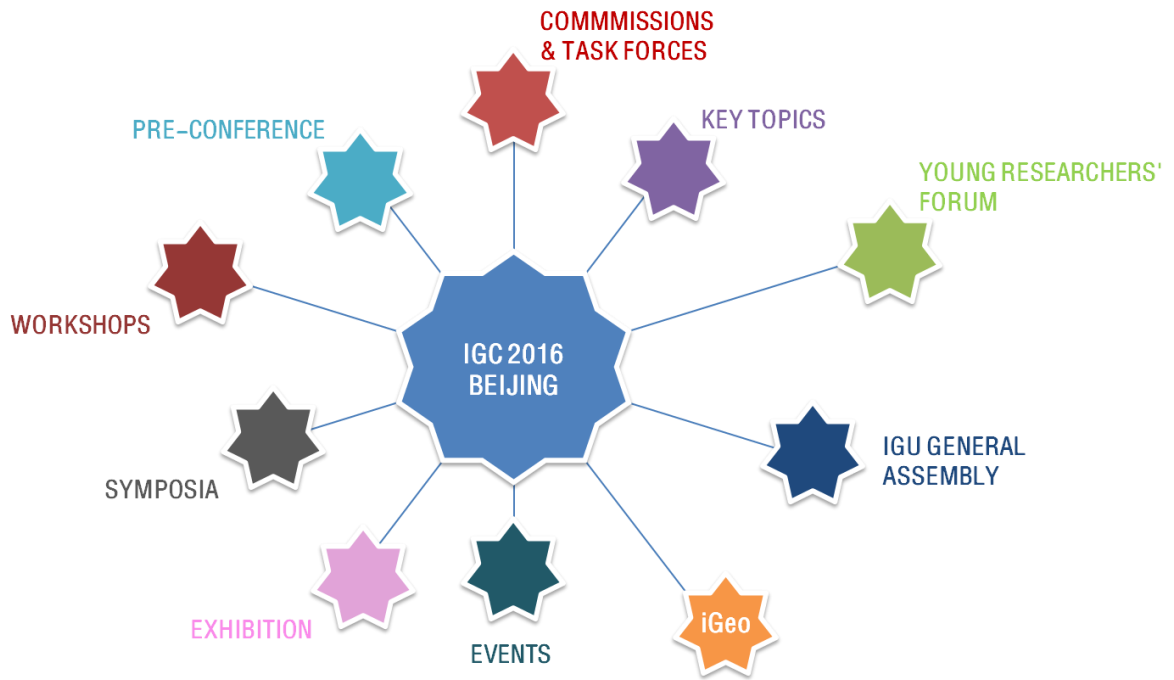 COMMMISSIONS
& TASK FORCES
KEY TOPICS
PRE-CONFERENCE
YOUNG RESEARCHERS'
FORUM
WORKSHOPS
IGC 2016
BEIJING
IGU GENERAL
ASSEMBLY
SYMPOSIA
EXHIBITION
EVENTS
iGeo